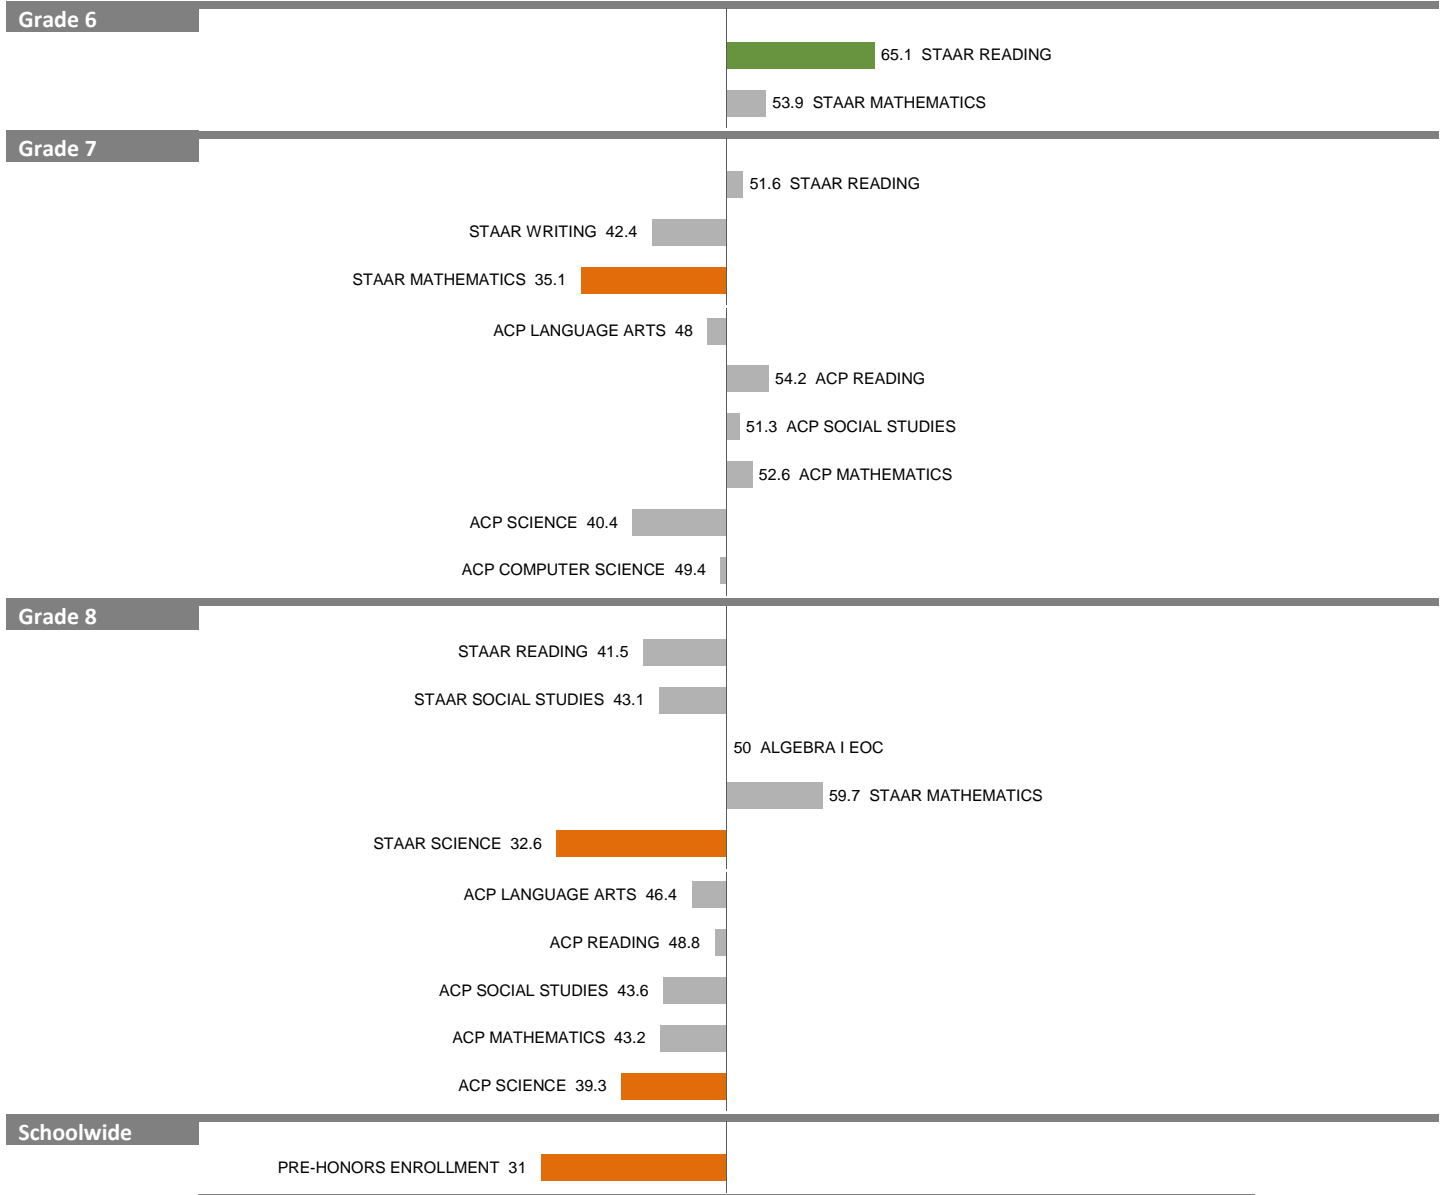 Grade 6
65.1 STAAR READING
53.9 STAAR MATHEMATICS
Grade 7
51.6 STAAR READING
STAAR WRITING 42.4
STAAR MATHEMATICS 35.1
ACP LANGUAGE ARTS 48
54.2 ACP READING
51.3 ACP SOCIAL STUDIES
52.6 ACP MATHEMATICS
ACP SCIENCE 40.4
ACP COMPUTER SCIENCE 49.4
Grade 8
STAAR READING 41.5
STAAR SOCIAL STUDIES 43.1
50 ALGEBRA I EOC
59.7 STAAR MATHEMATICS
STAAR SCIENCE 32.6
ACP LANGUAGE ARTS 46.4
ACP READING 48.8
ACP SOCIAL STUDIES 43.6
ACP MATHEMATICS 43.2
ACP SCIENCE 39.3
Schoolwide
PRE-HONORS ENROLLMENT 31